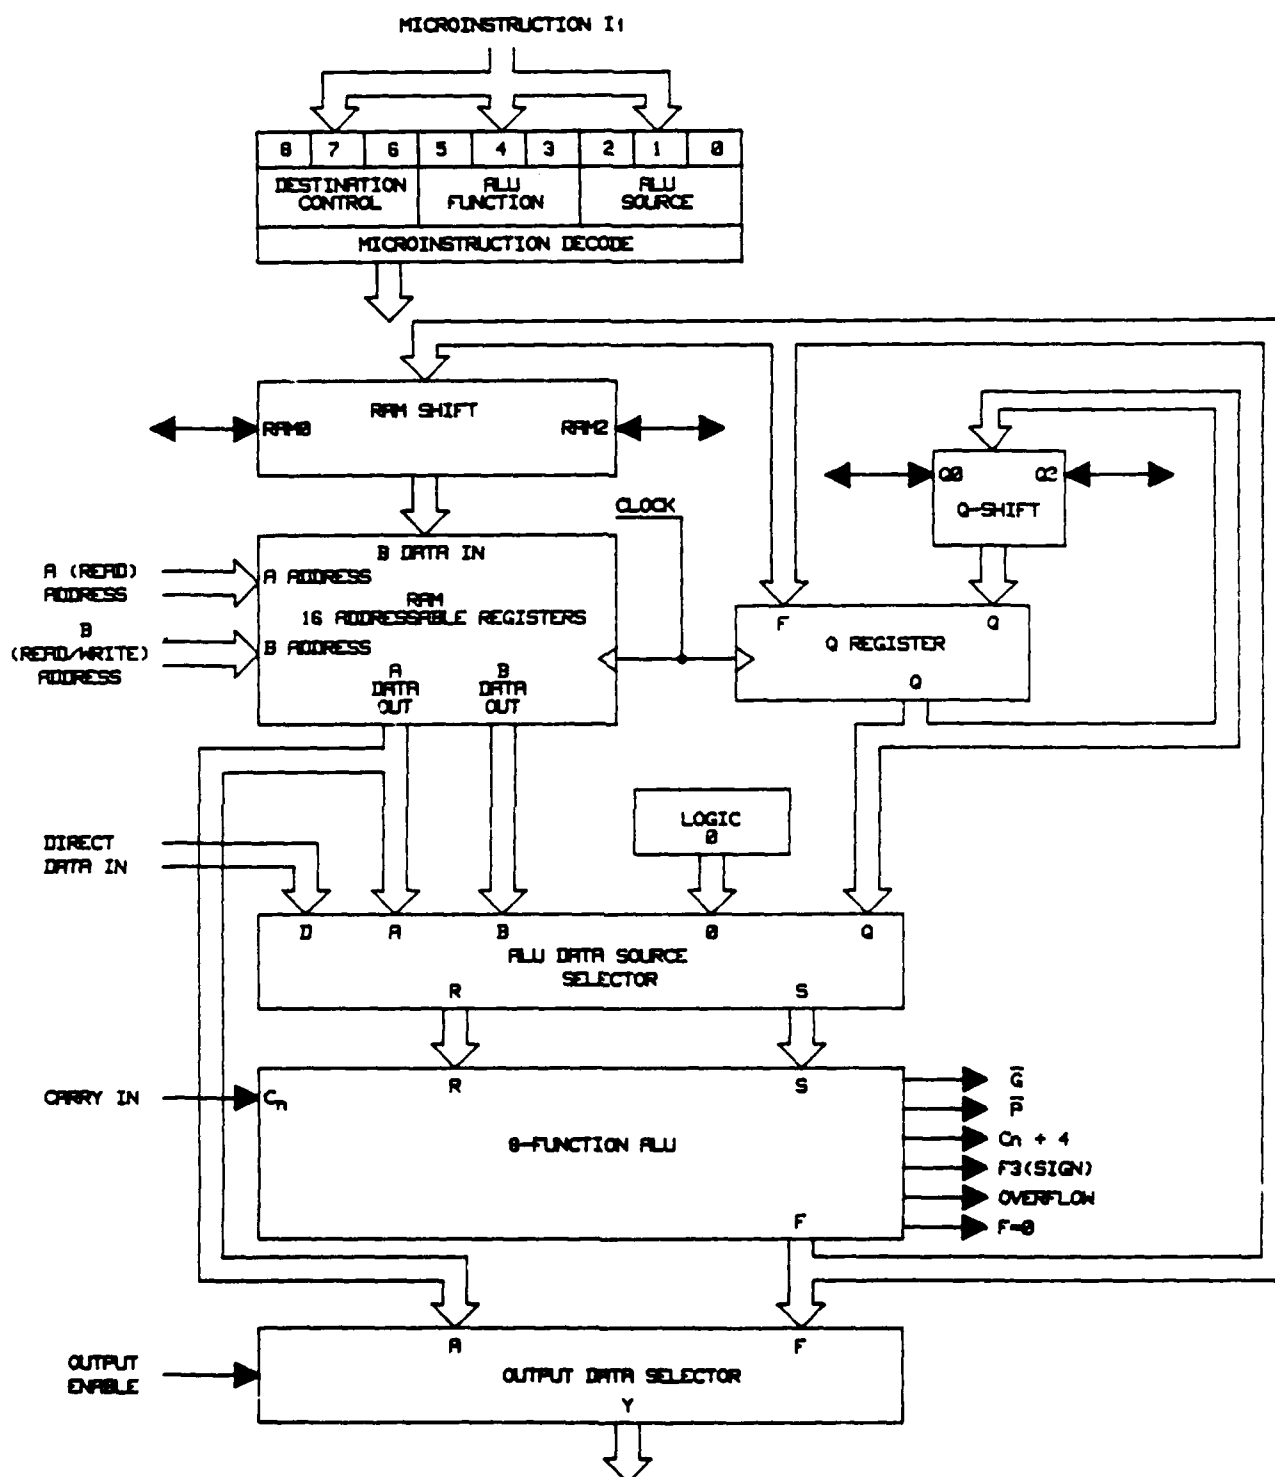 MICROINSTRUCTION I1
8 7 6 5 4 3 2 1 0
DESTINATION CONTROL
ALU FUNCTION
ALU SOURCE
MICROINSTRUCTION DECODE
RAM SHIFT
RAM0
RAM2
Q0
Q2
Q-SHIFT
CLOCK
B DATA IN
A (READ)
ADDRESS
A ADDRESS
RAM
16 ADDRESSABLE REGISTERS
B
(READ/WRITE)
ADDRESS
B ADDRESS
A
DATA
OUT
B
DATA
OUT
F
Q
Q REGISTER
Q
LOGIC
0
DIRECT
DATA IN
D A B 0 Q
ALU DATA SOURCE
SELECTOR
R S
R S
CARRY IN
Cn
8-FUNCTION ALU
F
G̅
P̅
Cn + 4
F3(SIGN)
OVERFLOW
F=0
A F
OUTPUT
ENABLE
OUTPUT DATA SELECTOR
Y